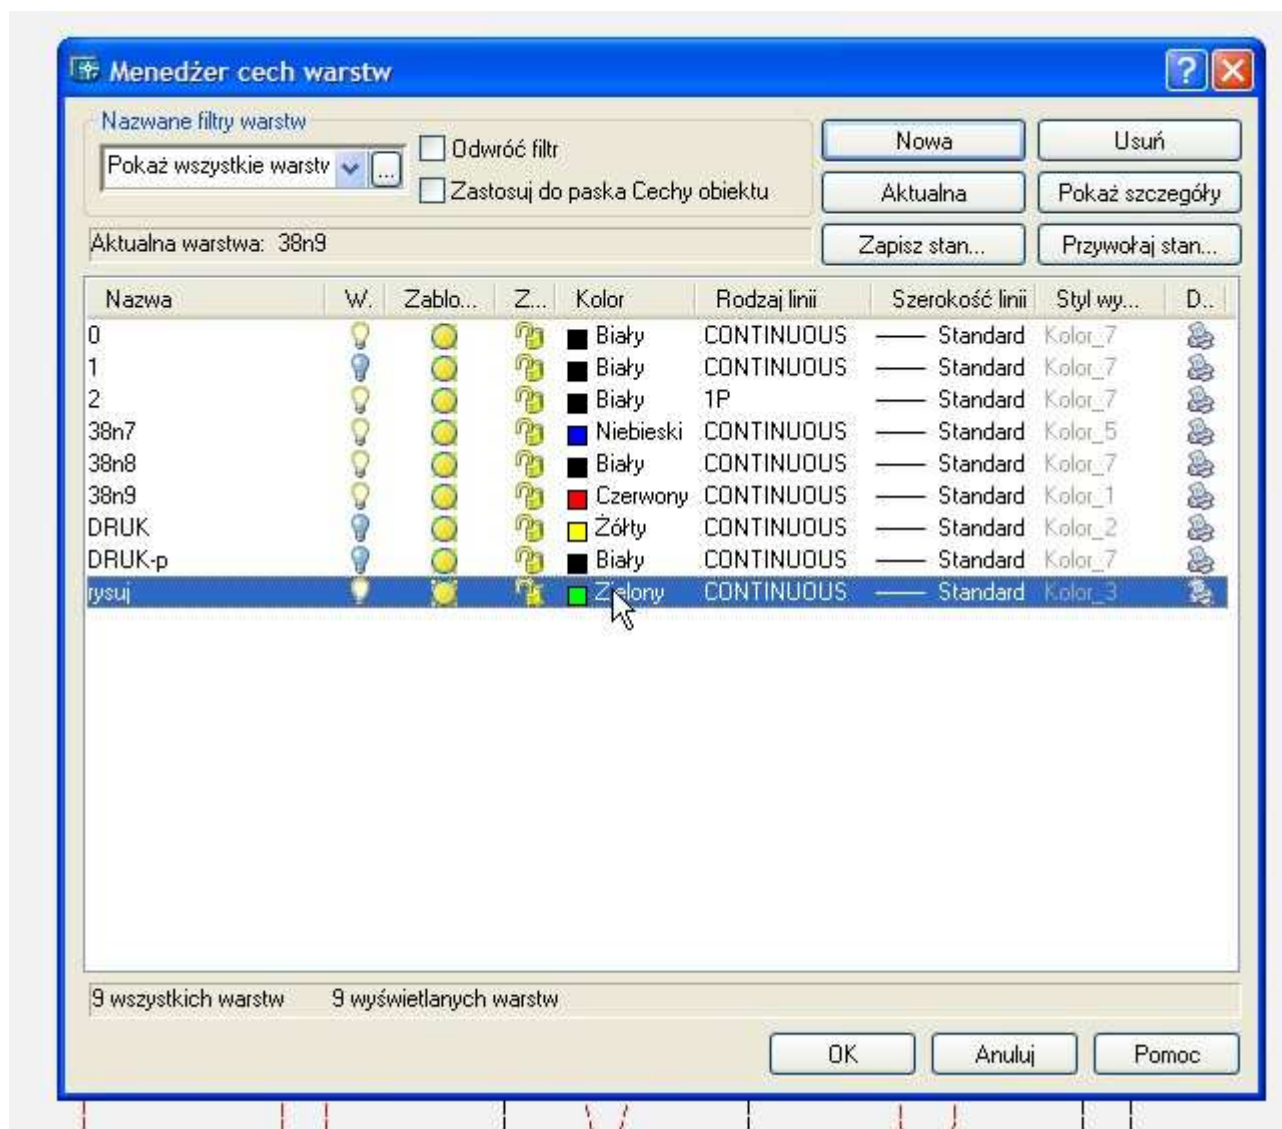 Menedżer cech warstw
Nazwane filtry warstw
Pokaż wszystkie warstv ...
Odwróć filtr
Zastosuj do paska Cechy obiektu
Nowa Usuń
Aktualna Pokaż szczegóły
Aktualna warstwa: 38n9
Zapisz stan... Przywołaj stan...
Nazwa W. Zablo... Z... Kolor Rodzaj linii Szerokość linii Styl wy... D..
0 Biały CONTINUOUS Standard Kolor_7
1 Biały CONTINUOUS Standard Kolor_7
2 Biały 1P Standard Kolor_7
38n7 Niebieski CONTINUOUS Standard Kolor_5
38n8 Biały CONTINUOUS Standard Kolor_7
38n9 Czerwony CONTINUOUS Standard Kolor_1
DRUK Żółty CONTINUOUS Standard Kolor_2
DRUK-p Biały CONTINUOUS Standard Kolor_7
rysuj Zielony CONTINUOUS Standard Kolor_3
9 wszystkich warstw 9 wyświetlanych warstw
OK Anuluj Pomoc